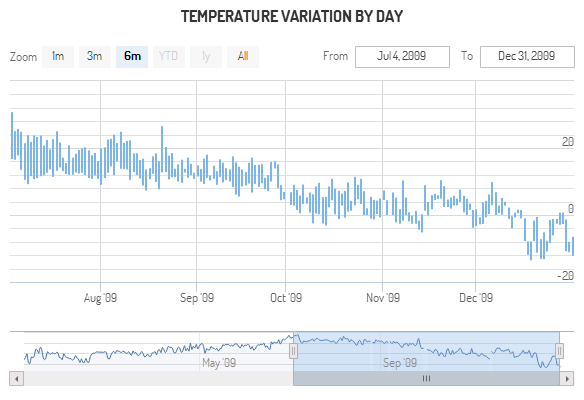 TEMPERATURE VARIATION BY DAY
Zoom 1m 3m 6m YTD 1y All From Jul 4, 2009 To Dec 31, 2009
20
0
-20
Aug '09 Sep '09 Oct '09 Nov '09 Dec '09
May '09 Sep '09